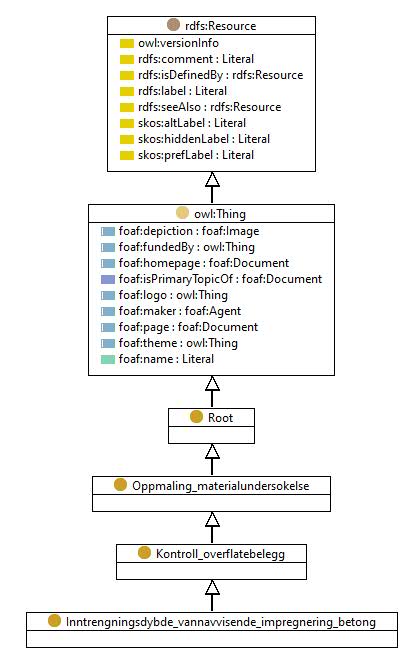 rdfs:Resource
owl:versionInfo
rdfs:comment : Literal
rdfs:isDefinedBy : rdfs:Resource
rdfs:label : Literal
rdfs:seeAlso : rdfs:Resource
skos:altLabel : Literal
skos:hiddenLabel : Literal
skos:prefLabel : Literal
owl:Thing
foaf:depiction : foaf:Image
foaf:fundedBy : owl:Thing
foaf:homepage : foaf:Document
foaf:isPrimaryTopicOf : foaf:Document
foaf:logo : owl:Thing
foaf:maker : foaf:Agent
foaf:page : foaf:Document
foaf:theme : owl:Thing
foaf:name : Literal
Root
Oppmaling_materialundersokelse
Kontroll_overflatebelegg
Inntrengningsdybde_vannavvisende_impregnering_betong